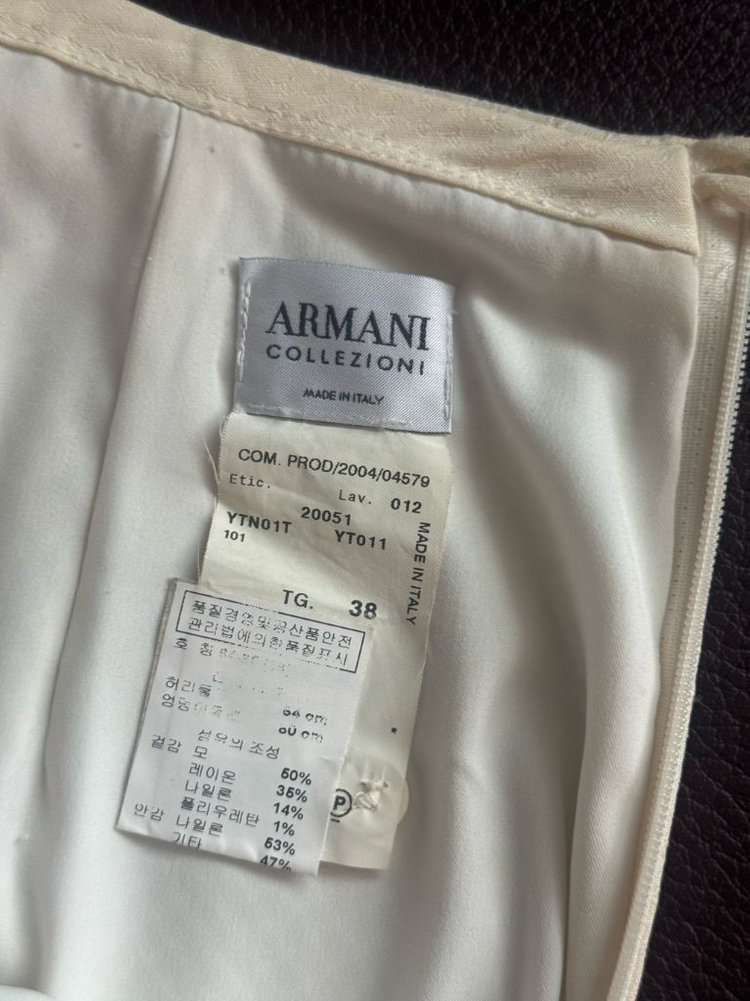 ARMANI
COLLEZIONI
MADE IN ITALY
COM. PROD/2004/04579
Etic.
Lav. 012
20051
YTN01T YT011
101
MADE IN ITALY
TG. 38
품질경영및공산품안전
관리법에의한품질표시
호 칭
허리둘
엉덩이
64 cm
80 cm
섬유의 조성
겉감 모 50%
레이온 35%
나일론 14%
폴리우레탄 1%
안감 나일론 53%
기타 47%
P